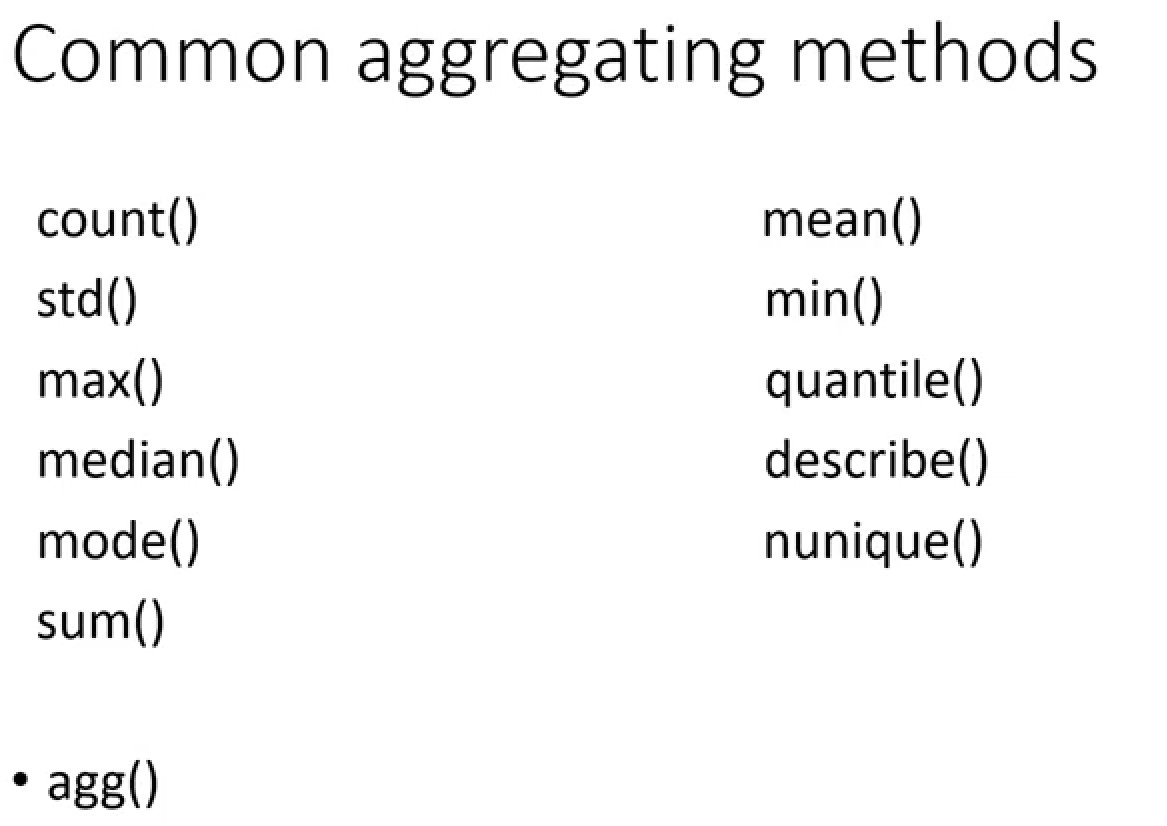 Common aggregating methods
count()
std()
max()
median()
mode()
sum()
mean()
min()
quantile()
describe()
nunique()
• agg()